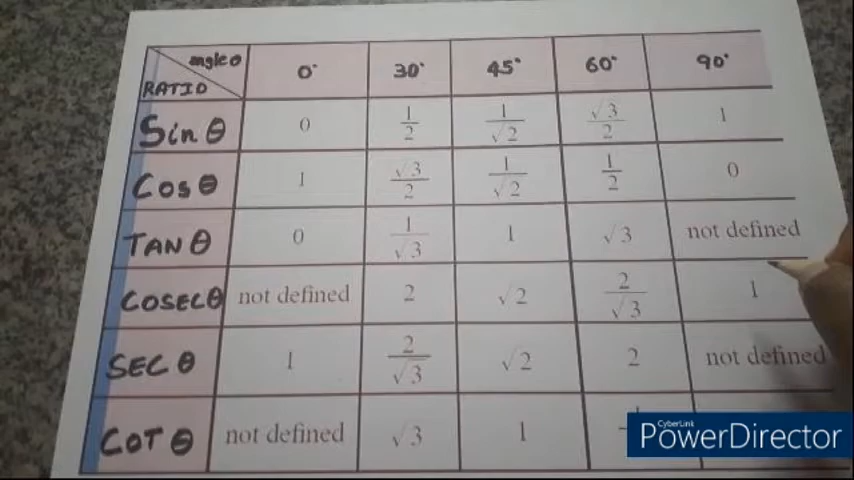 angle θ 0° 30° 45° 60° 90°
RATIO
Sin θ 0 1/2 1/√2 √3/2 1
Cos θ 1 √3/2 1/√2 1/2 0
TAN θ 0 1/√3 1 √3 not defined
COSEC θ not defined 2 √2 2/√3 1
SEC θ 1 2/√3 √2 2 not defined
COT θ not defined √3 1
CyberLink
PowerDirector